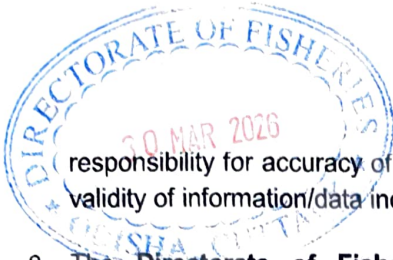 DIRECTORATE OF FISHERIES
30 MAR 2026
responsibility for accuracy of
validity of information/data in
ODISHA, CUTTACK
The Directorate of Fish